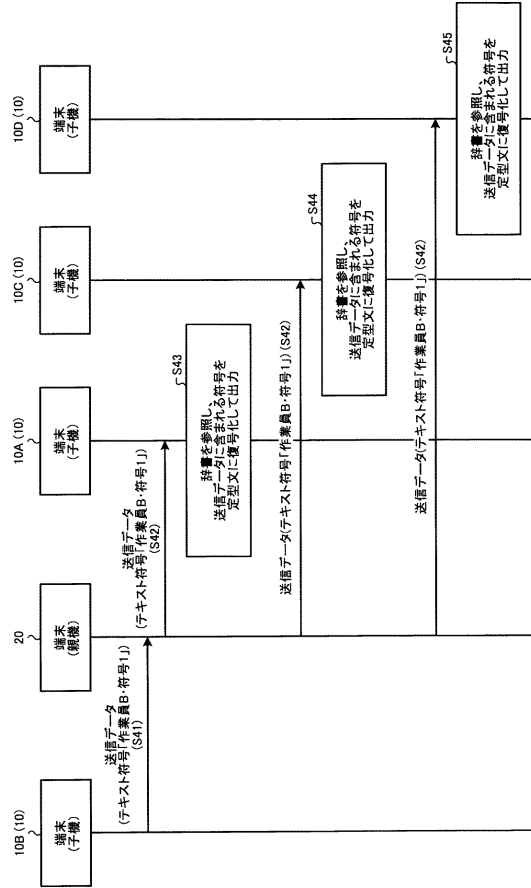 10B(10)
端末
(子機)
20
端末
(親機)
10A(10)
端末
(子機)
10C(10)
端末
(子機)
10D(10)
端末
(子機)
送信データ
(テキスト符号「作業員B・符号1」)
(S41)
送信データ
(テキスト符号「作業員B・符号1」)
(S42)
S43
辞書を参照し、
送信データに含まれる符号を
定型文に復号化して出力
送信データ(テキスト符号「作業員B・符号1」)(S42)
S44
辞書を参照し、
送信データに含まれる符号を
定型文に復号化して出力
送信データ(テキスト符号「作業員B・符号1」)(S42)
S45
辞書を参照し、
送信データに含まれる符号を
定型文に復号化して出力